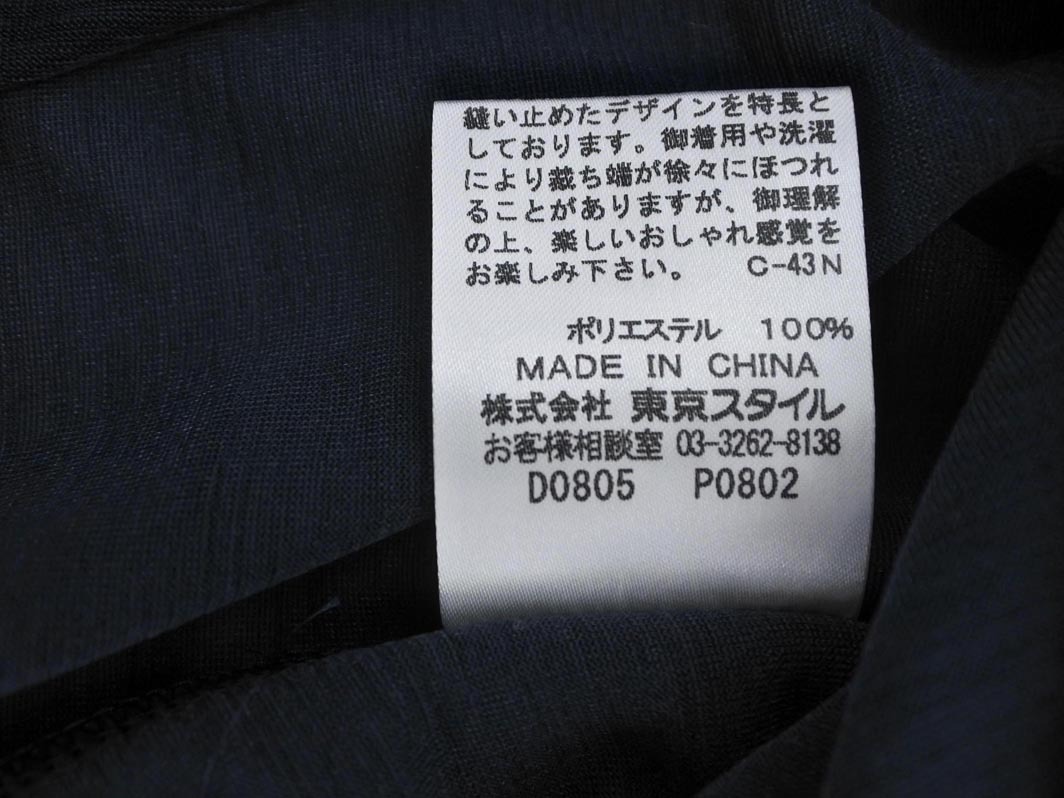 縫い止めたデザインを特長と
しております。御着用や洗濯
により裁ち端が徐々にほつれ
ることがありますが、御理解
の上、楽しいおしゃれ感覚を
お楽しみ下さい。 C-43N
ポリエステル 100%
MADE IN CHINA
株式会社 東京スタイル
お客様相談室 03-3262-8138
D0805 P0802